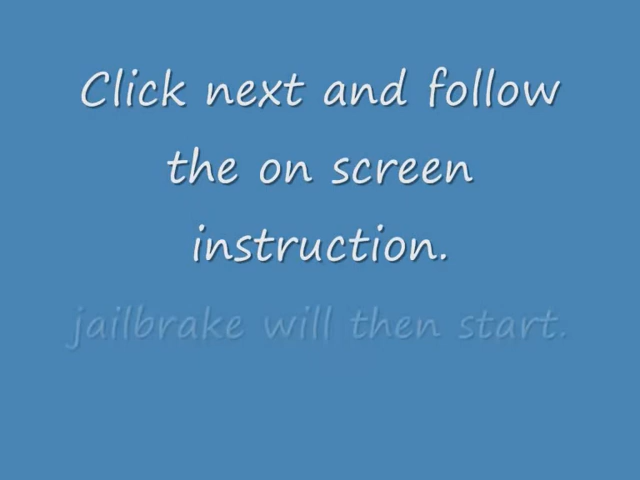 Click next and follow
the on screen
instruction.
jailbrake will then start.